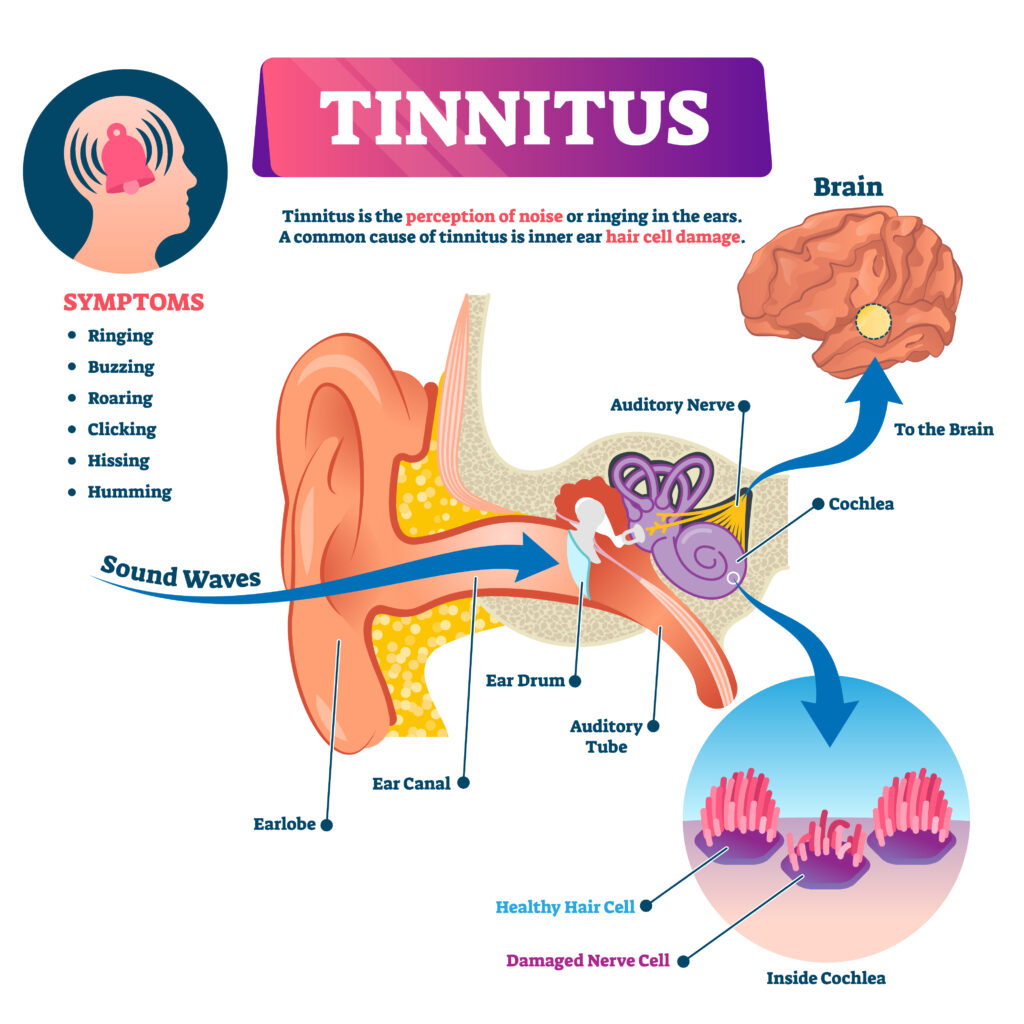 TINNITUS
Tinnitus is the perception of noise or ringing in the ears.
A common cause of tinnitus is inner ear hair cell damage.
SYMPTOMS
• Ringing
• Buzzing
• Roaring
• Clicking
• Hissing
• Humming
Brain
Auditory Nerve
To the Brain
Cochlea
Sound Waves
Ear Drum
Auditory
Tube
Ear Canal
Earlobe
Healthy Hair Cell
Damaged Nerve Cell
Inside Cochlea